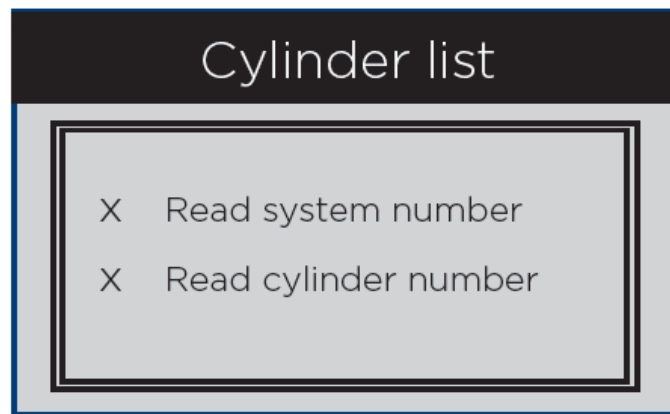 Cylinder list
X Read system number
X Read cylinder number